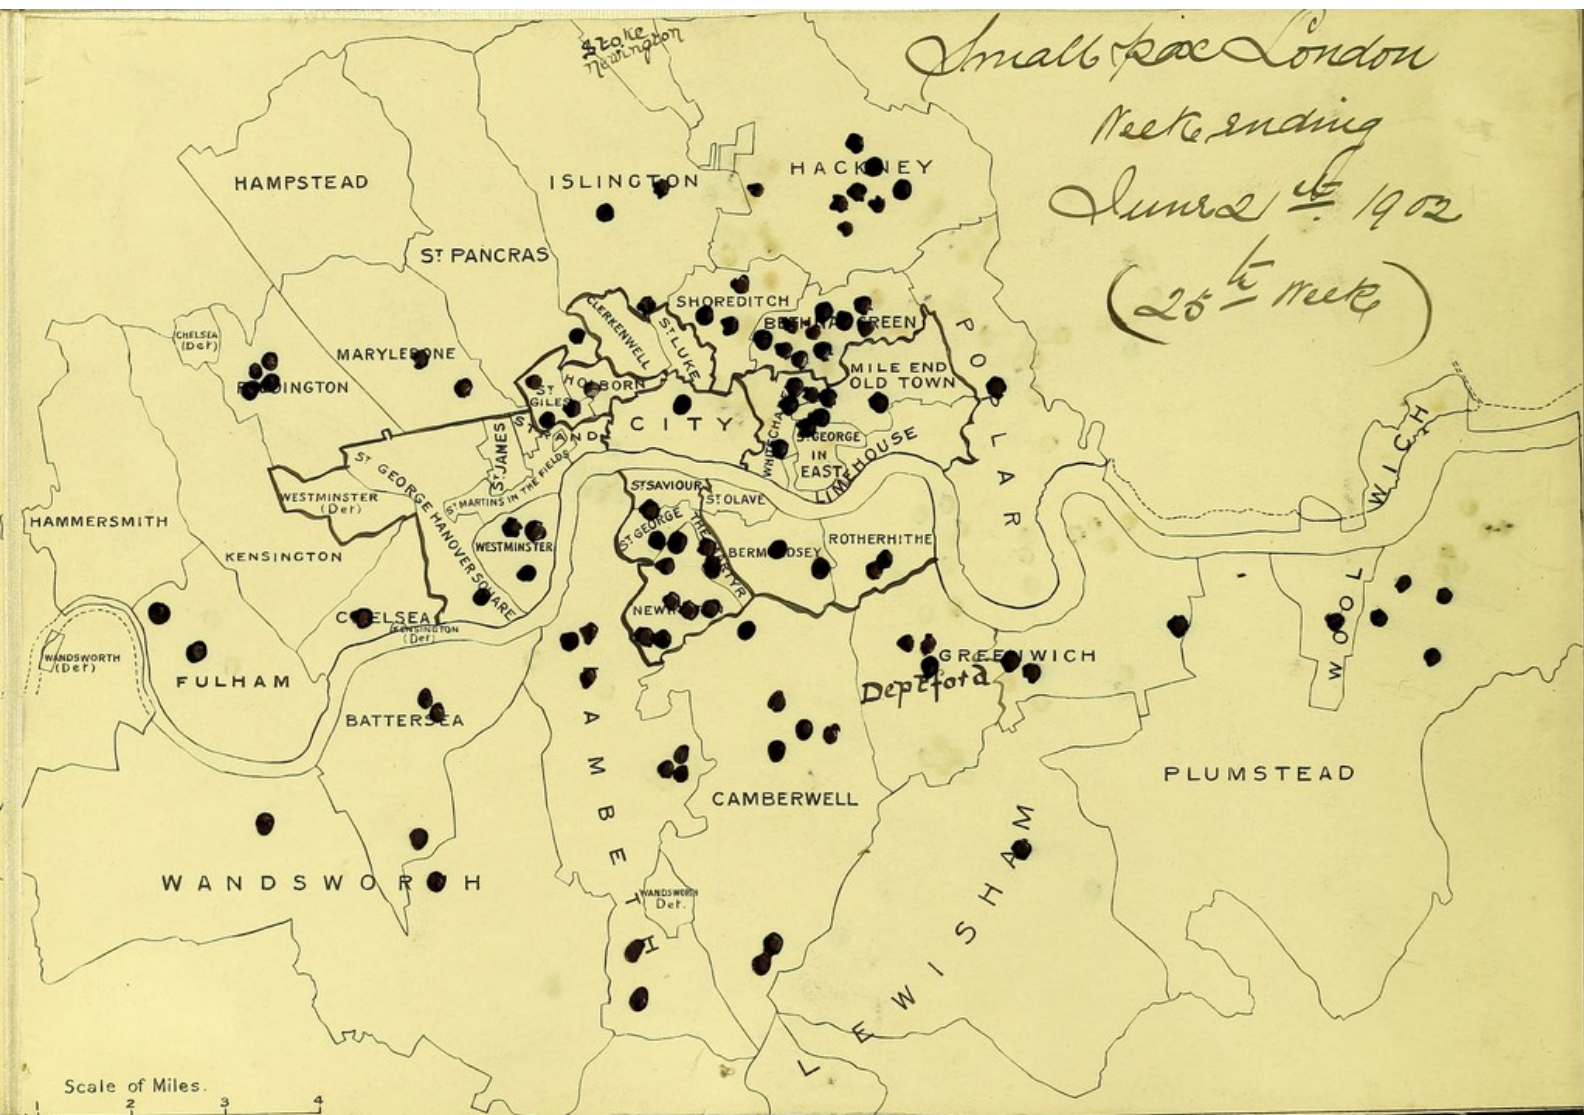 Stoke
Newington
Small pox London
Week ending
June 21st 1902
(25th Week)
HAMPSTEAD
ISLINGTON
HACKNEY
ST PANCRAS
SHOREDITCH
CLERKENWELL
ST LUKE
BETHNAL GREEN
POPLAR
CHELSEA
(Det)
MARYLEBONE
PADDINGTON
HOLBORN
ST
GILES
MILE END
OLD TOWN
CITY
STRAND
WHITECHAPEL
ST GEORGE
IN
EAST
LIMEHOUSE
ST JAMES
ST MARTINS IN THE FIELDS
ST GEORGE HANOVER SQUARE
WESTMINSTER
(Det)
HAMMERSMITH
KENSINGTON
WESTMINSTER
ST SAVIOUR
ST OLAVE
ST GEORGE THE MARTYR
BERMONDSEY
ROTHERHITHE
NEWINGTON
CHELSEA
KENSINGTON
(Det)
WANDSWORTH
(Det)
FULHAM
BATTERSEA
GREENWICH
Deptford
WOOLWICH
PLUMSTEAD
LAMBETH
CAMBERWELL
WANDSWORTH
WANDSWORTH
Det.
LEWISHAM
Scale of Miles.
1 2 3 4